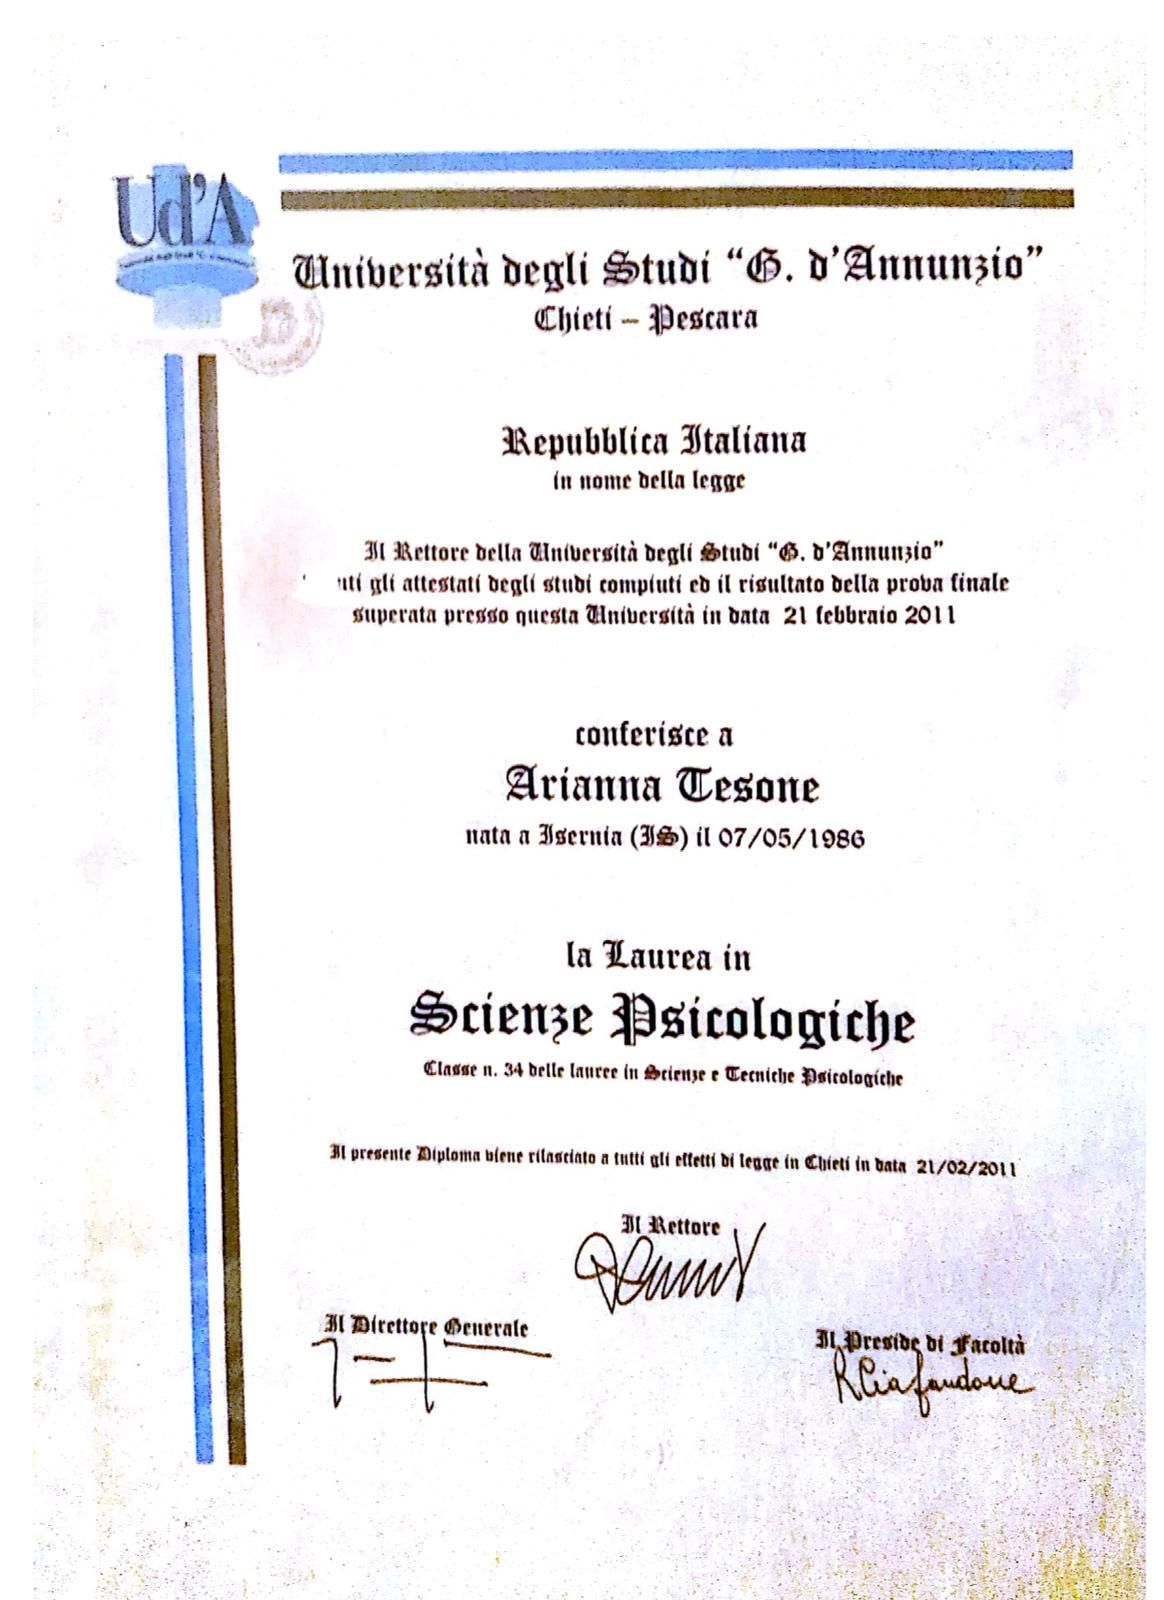 Ud'A
Università degli Studi “G. d’Annunzio”
Chieti – Pescara
Repubblica Italiana
in nome della legge
Il Rettore della Università degli Studi “G. d’Annunzio”
uti gli attestati degli studi compiuti ed il risultato della prova finale
superata presso questa Università in data 21 febbraio 2011
conferisce a
Arianna Tesone
nata a Isernia (IS) il 07/05/1986
la Laurea in
Scienze Psicologiche
Classe n. 34 delle lauree in Scienze e Tecniche Psicologiche
Il presente Diploma viene rilasciato a tutti gli effetti di legge in Chieti in data 21/02/2011
Il Rettore
Il Direttore Generale
Il Preside di Facoltà